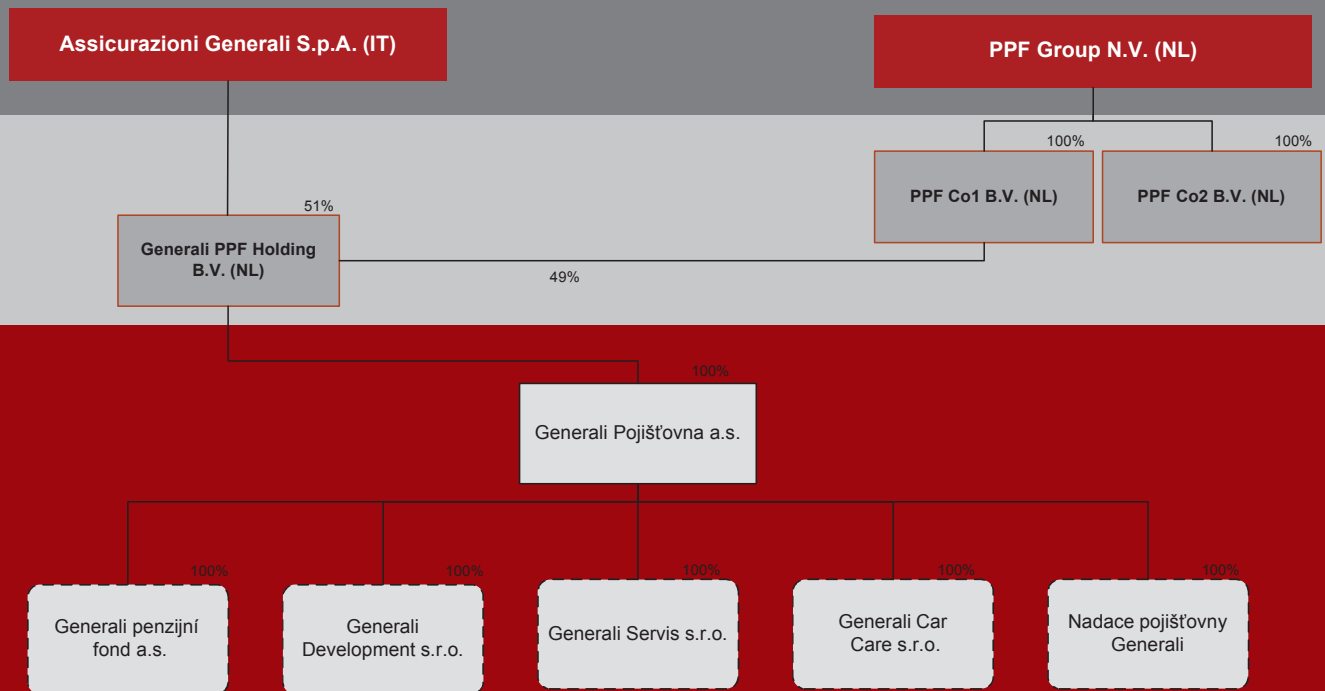 Assicurazioni Generali S.p.A. (IT)
PPF Group N.V. (NL)
100%
100%
PPF Co1 B.V. (NL)
PPF Co2 B.V. (NL)
51%
Generali PPF Holding
B.V. (NL)
49%
100%
Generali Pojišťovna a.s.
100%
100%
100%
100%
100%
Generali penzijní
fond a.s.
Generali
Development s.r.o.
Generali Servis s.r.o.
Generali Car
Care s.r.o.
Nadace pojišťovny
Generali